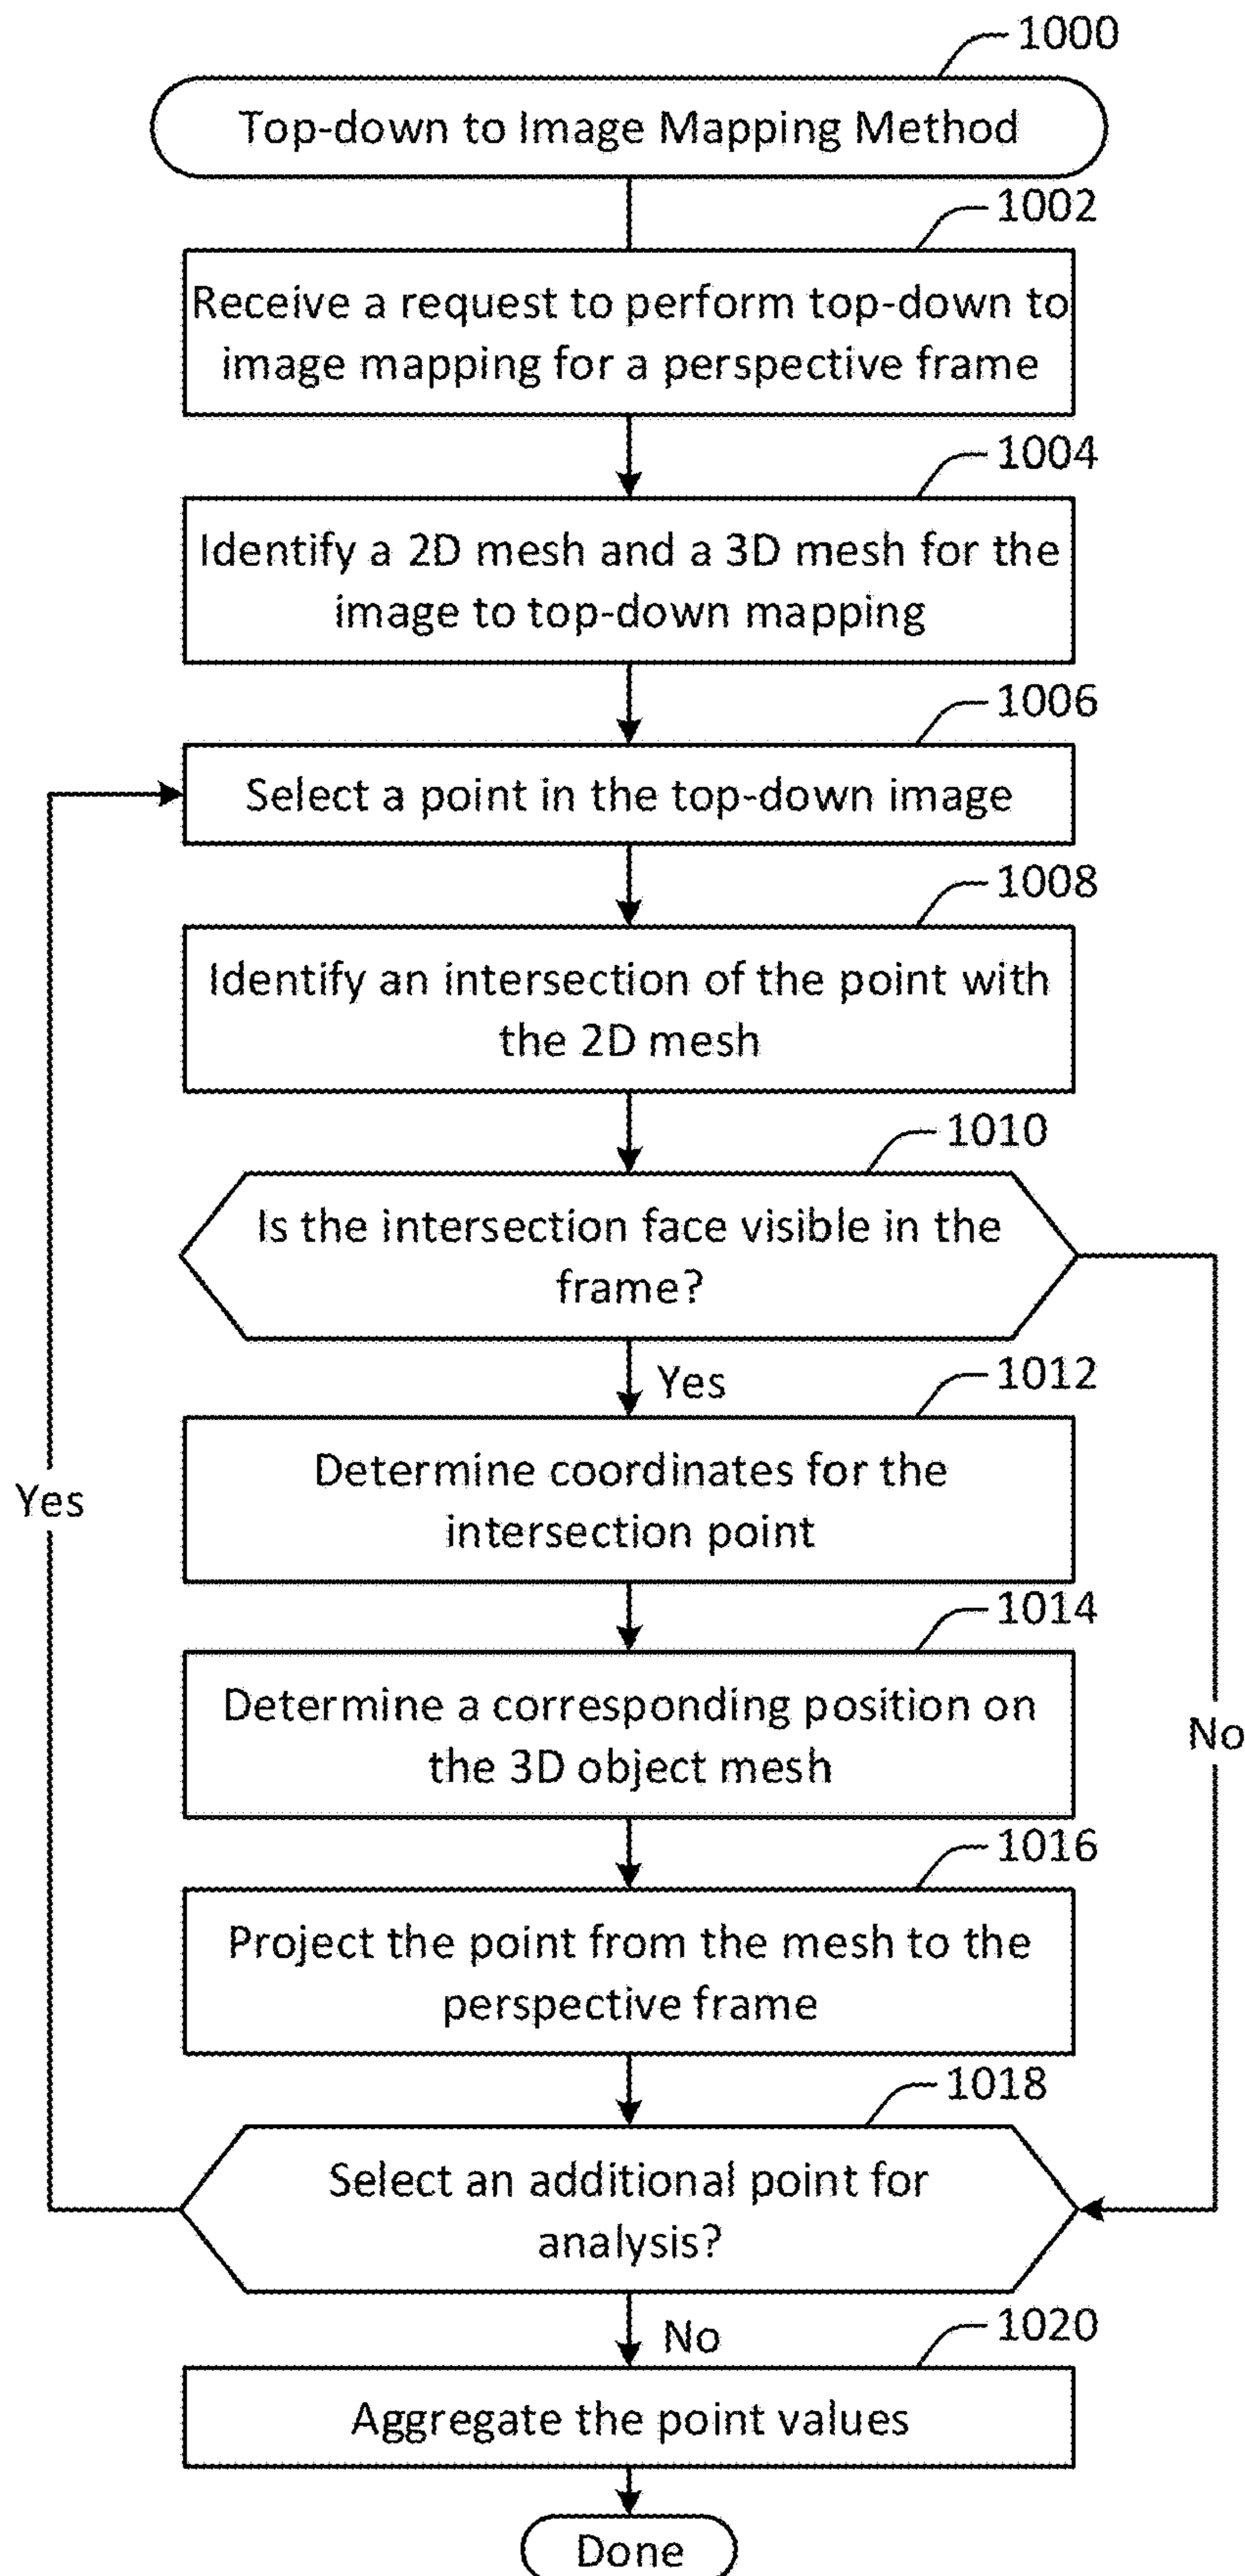 1000
Top-down to Image Mapping Method
1002
Receive a request to perform top-down to
image mapping for a perspective frame
1004
Identify a 2D mesh and a 3D mesh for the
image to top-down mapping
1006
Select a point in the top-down image
1008
Identify an intersection of the point with
the 2D mesh
1010
Is the intersection face visible in the
frame?
Yes
1012
Determine coordinates for the
intersection point
Yes
1014
Determine a corresponding position on
the 3D object mesh
No
1016
Project the point from the mesh to the
perspective frame
1018
Select an additional point for
analysis?
No
1020
Aggregate the point values
Done